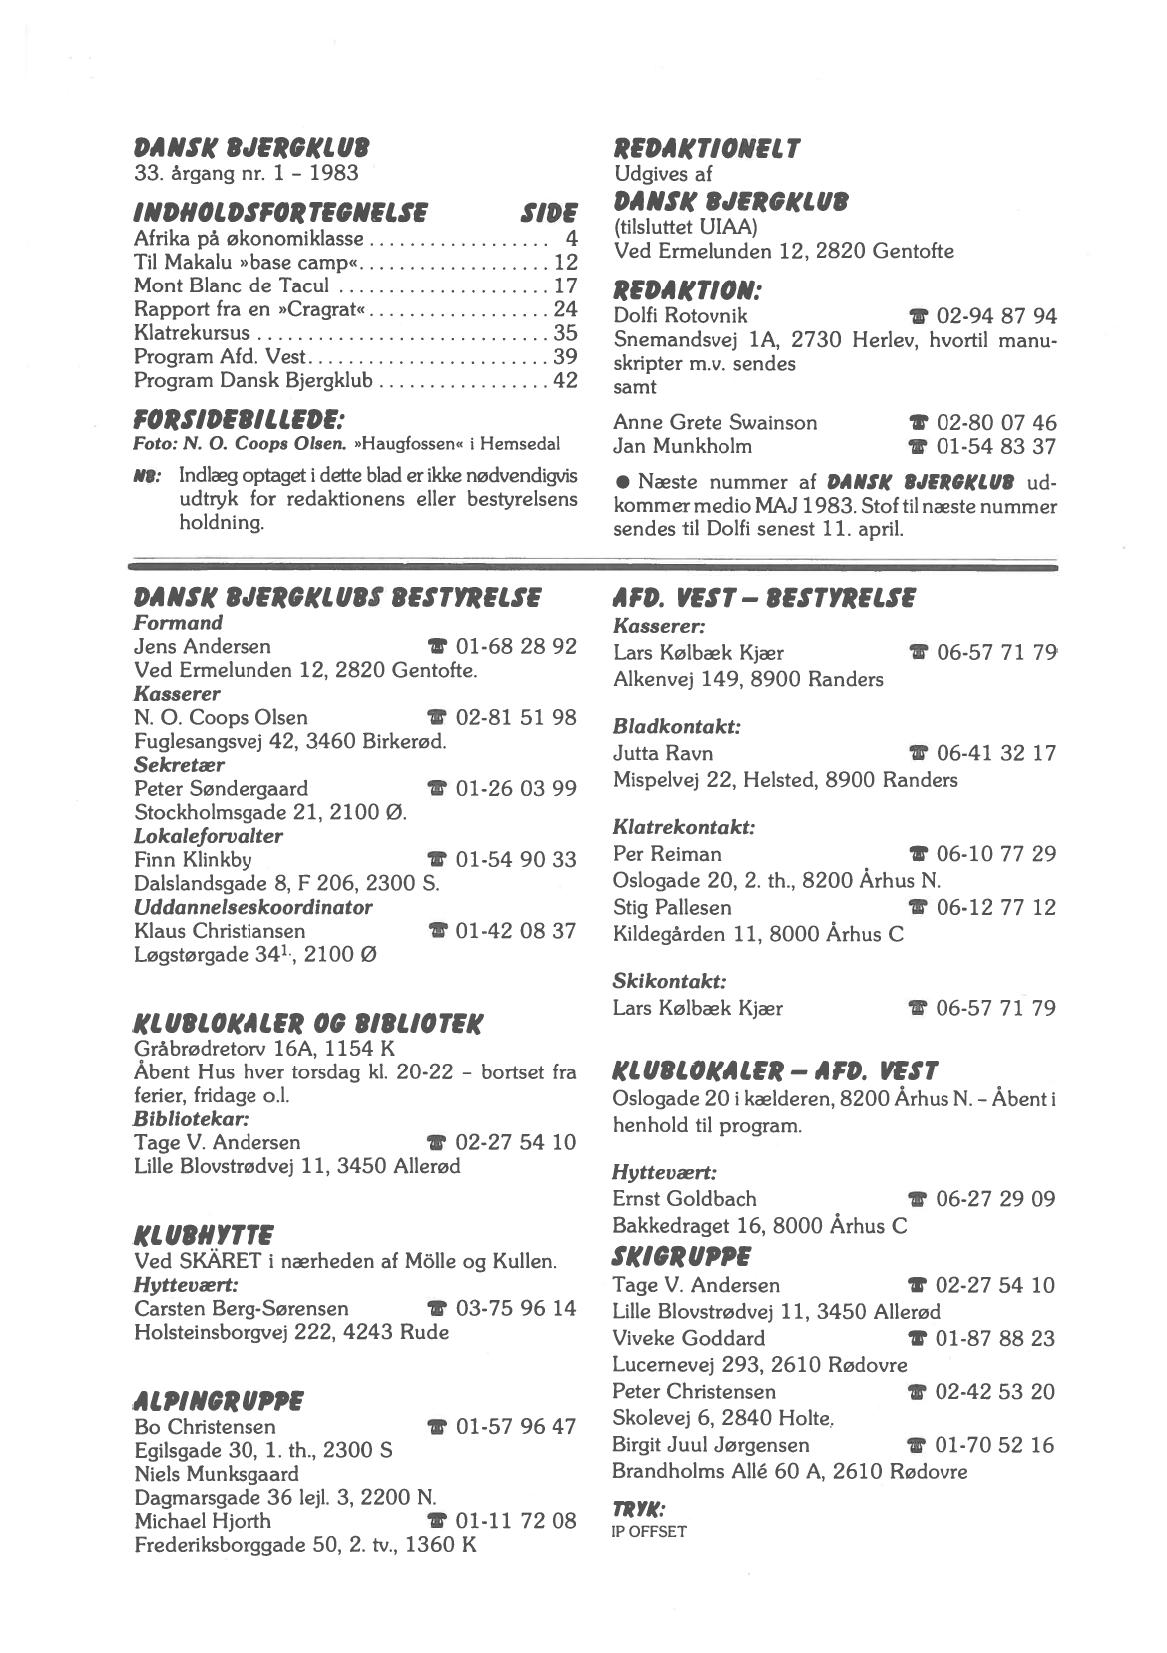 DANSK BJERGKLUB
33. årgang nr. 1 – 1983
INDHOLDSFORTEGNELSE SIDE
Afrika på økonomiklasse .................. 4
Til Makalu »base camp«................... 12
Mont Blanc de Tacul ..................... 17
Rapport fra en »Cragrat«.................. 24
Klatrekursus ............................. 35
Program Afd. Vest........................ 39
Program Dansk Bjergklub ................. 42
FORSIDEBILLEDE:
Foto: N. O. Coops Olsen. »Haugfossen« i Hemsedal
NB: Indlæg optaget i dette blad er ikke nødvendigvis
udtryk for redaktionens eller bestyrelsens
holdning.
REDAKTIONELT
Udgives af
DANSK BJERGKLUB
(tilsluttet UIAA)
Ved Ermelunden 12, 2820 Gentofte
REDAKTION:
Dolfi Rotovnik ☎ 02-94 87 94
Snemandsvej 1A, 2730 Herlev, hvortil manu-
skripter m.v. sendes
samt
Anne Grete Swainson ☎ 02-80 07 46
Jan Munkholm ☎ 01-54 83 37
● Næste nummer af DANSK BJERGKLUB ud-
kommer medio MAJ 1983. Stof til næste nummer
sendes til Dolfi senest 11. april.
DANSK BJERGKLUBS BESTYRELSE
Formand
Jens Andersen ☎ 01-68 28 92
Ved Ermelunden 12, 2820 Gentofte.
Kasserer
N. O. Coops Olsen ☎ 02-81 51 98
Fuglesangsvej 42, 3460 Birkerød.
Sekretær
Peter Søndergaard ☎ 01-26 03 99
Stockholmsgade 21, 2100 Ø.
Lokaleforvalter
Finn Klinkby ☎ 01-54 90 33
Dalslandsgade 8, F 206, 2300 S.
Uddannelseskoordinator
Klaus Christiansen ☎ 01-42 08 37
Løgstørgade 34¹·, 2100 Ø
KLUBLOKALER OG BIBLIOTEK
Gråbrødretorv 16A, 1154 K
Åbent Hus hver torsdag kl. 20-22 – bortset fra
ferier, fridage o.l.
Bibliotekar:
Tage V. Andersen ☎ 02-27 54 10
Lille Blovstrødvej 11, 3450 Allerød
KLUBHYTTE
Ved SKÄRET i nærheden af Mölle og Kullen.
Hyttevært:
Carsten Berg-Sørensen ☎ 03-75 96 14
Holsteinsborgvej 222, 4243 Rude
ALPINGRUPPE
Bo Christensen ☎ 01-57 96 47
Egilsgade 30, 1. th., 2300 S
Niels Munksgaard
Dagmarsgade 36 lejl. 3, 2200 N.
Michael Hjorth ☎ 01-11 72 08
Frederiksborggade 50, 2. tv., 1360 K
AFD. VEST – BESTYRELSE
Kasserer:
Lars Kølbæk Kjær ☎ 06-57 71 79
Alkenvej 149, 8900 Randers
Bladkontakt:
Jutta Ravn ☎ 06-41 32 17
Mispelvej 22, Helsted, 8900 Randers
Klatrekontakt:
Per Reiman ☎ 06-10 77 29
Oslogade 20, 2. th., 8200 Århus N.
Stig Pallesen ☎ 06-12 77 12
Kildegården 11, 8000 Århus C
Skikontakt:
Lars Kølbæk Kjær ☎ 06-57 71 79
KLUBLOKALER – AFD. VEST
Oslogade 20 i kælderen, 8200 Århus N. – Åbent i
henhold til program.
Hyttevært:
Ernst Goldbach ☎ 06-27 29 09
Bakkedraget 16, 8000 Århus C
SKIGRUPPE
Tage V. Andersen ☎ 02-27 54 10
Lille Blovstrødvej 11, 3450 Allerød
Viveke Goddard ☎ 01-87 88 23
Lucernevej 293, 2610 Rødovre
Peter Christensen ☎ 02-42 53 20
Skolevej 6, 2840 Holte.
Birgit Juul Jørgensen ☎ 01-70 52 16
Brandholms Allé 60 A, 2610 Rødovre
TRYK:
IP OFFSET